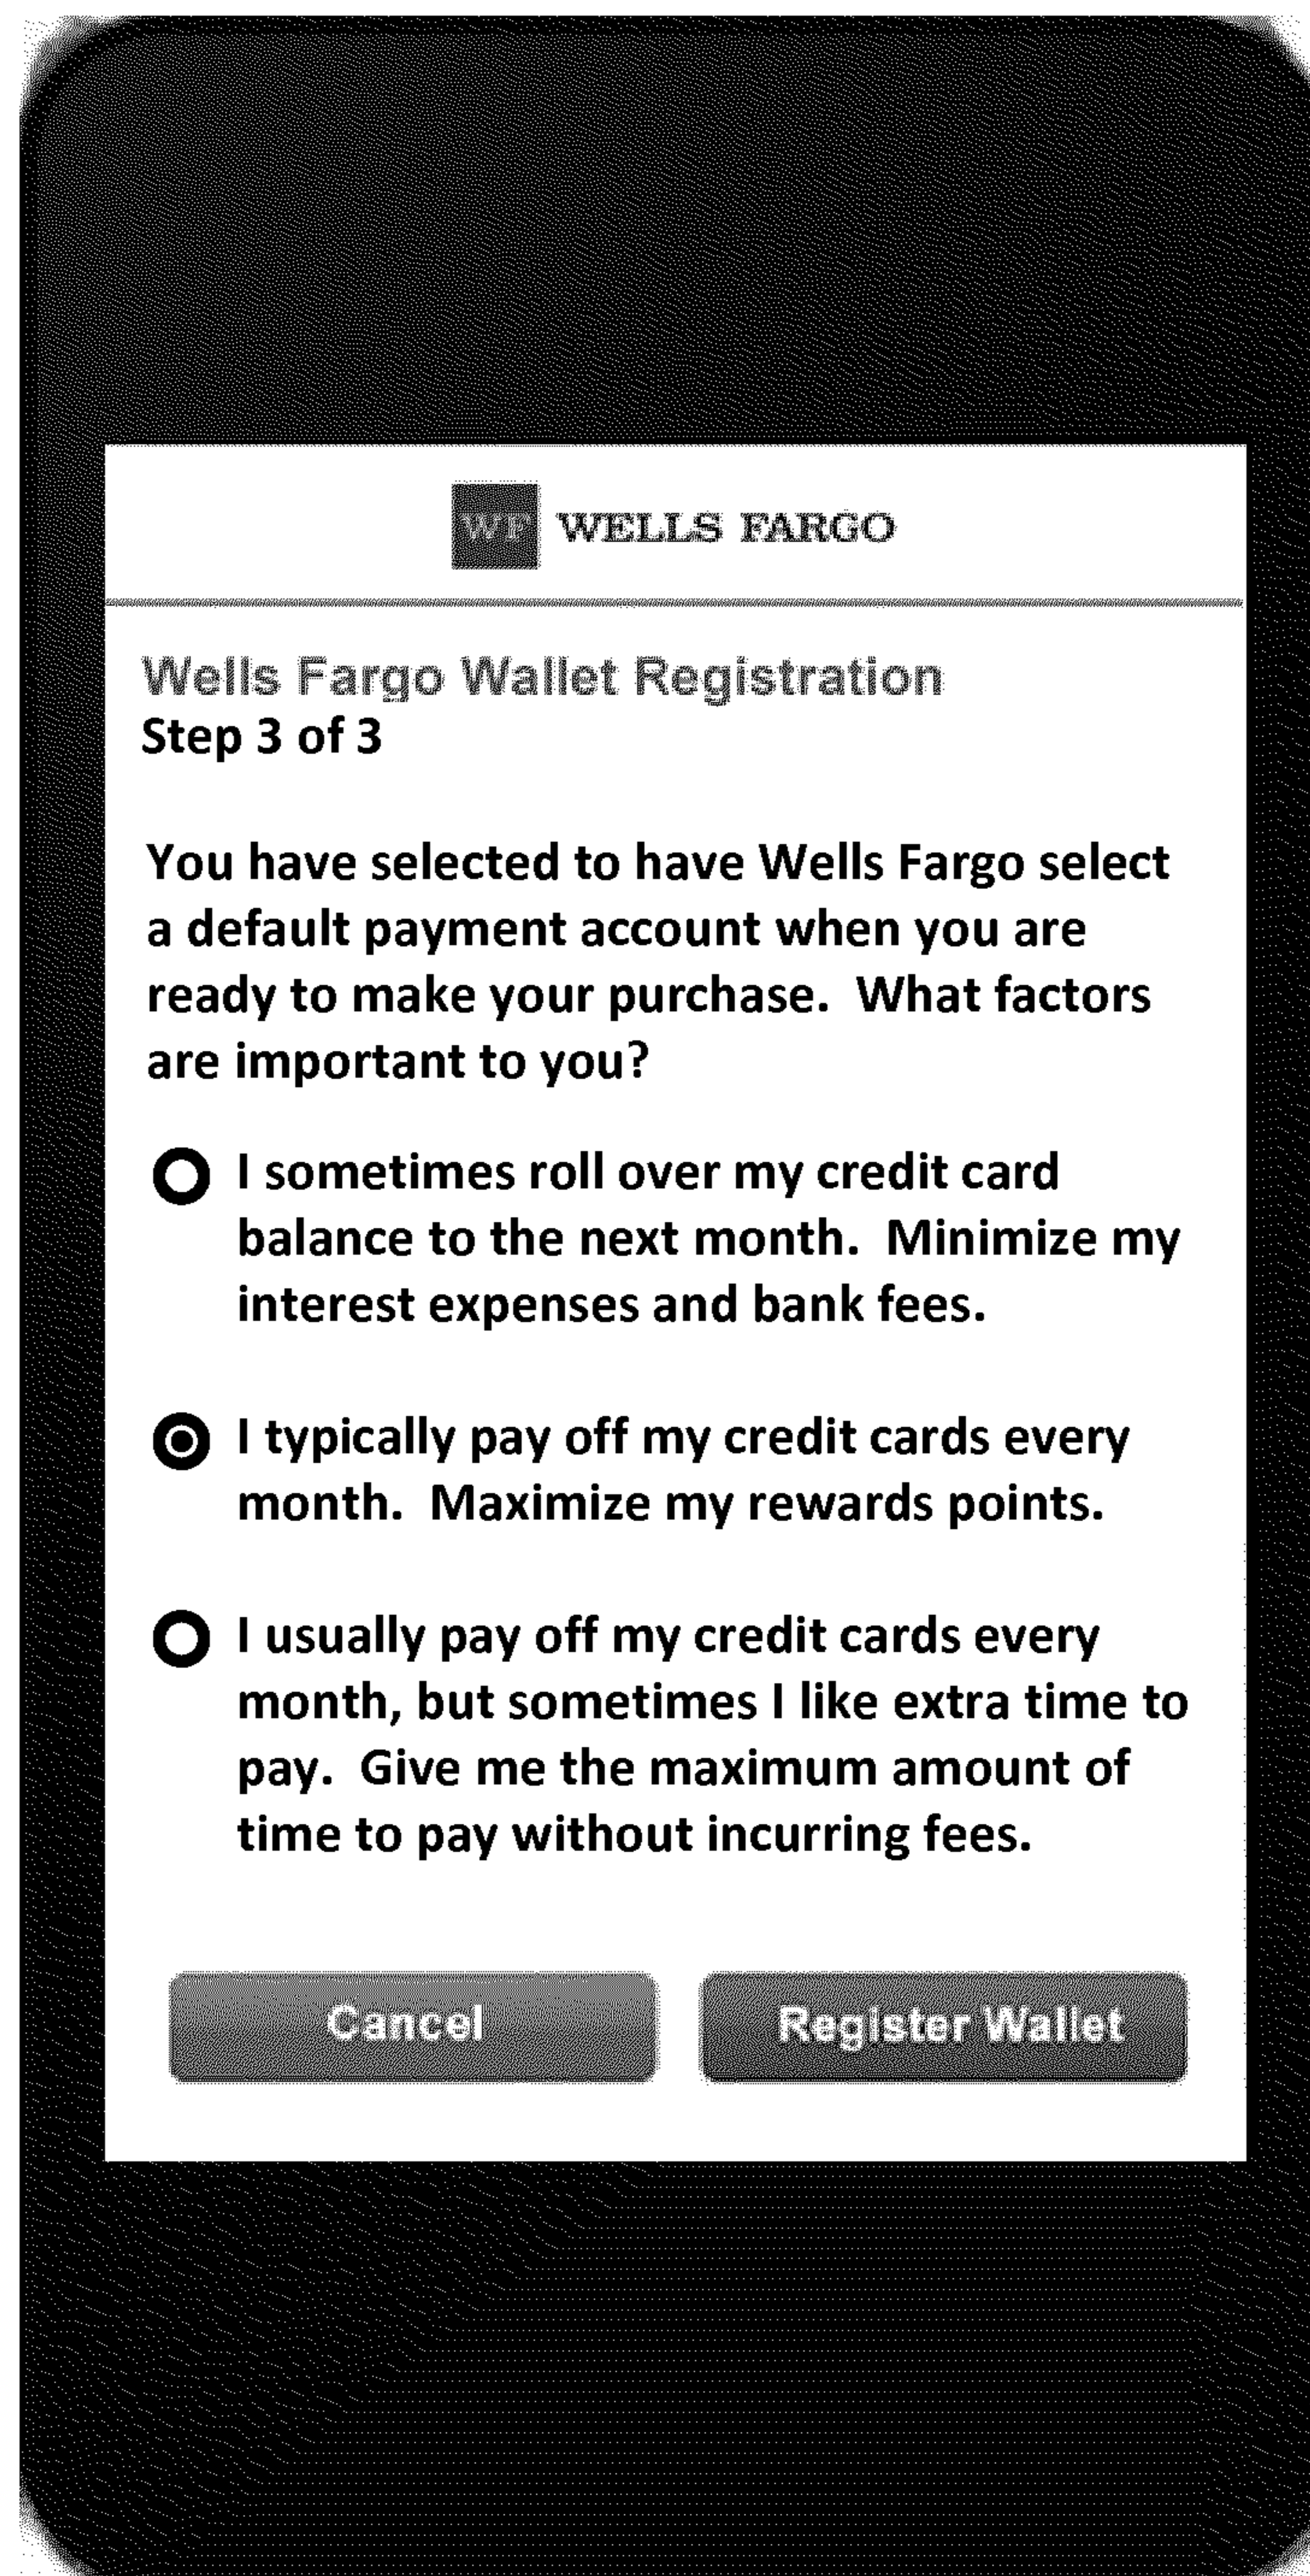 WF WELLS FARGO
Wells Fargo Wallet Registration
Step 3 of 3
You have selected to have Wells Fargo select
a default payment account when you are
ready to make your purchase.  What factors
are important to you?
I sometimes roll over my credit card
balance to the next month.  Minimize my
interest expenses and bank fees.
I typically pay off my credit cards every
month.  Maximize my rewards points.
I usually pay off my credit cards every
month, but sometimes I like extra time to
pay.  Give me the maximum amount of
time to pay without incurring fees.
Cancel Register Wallet